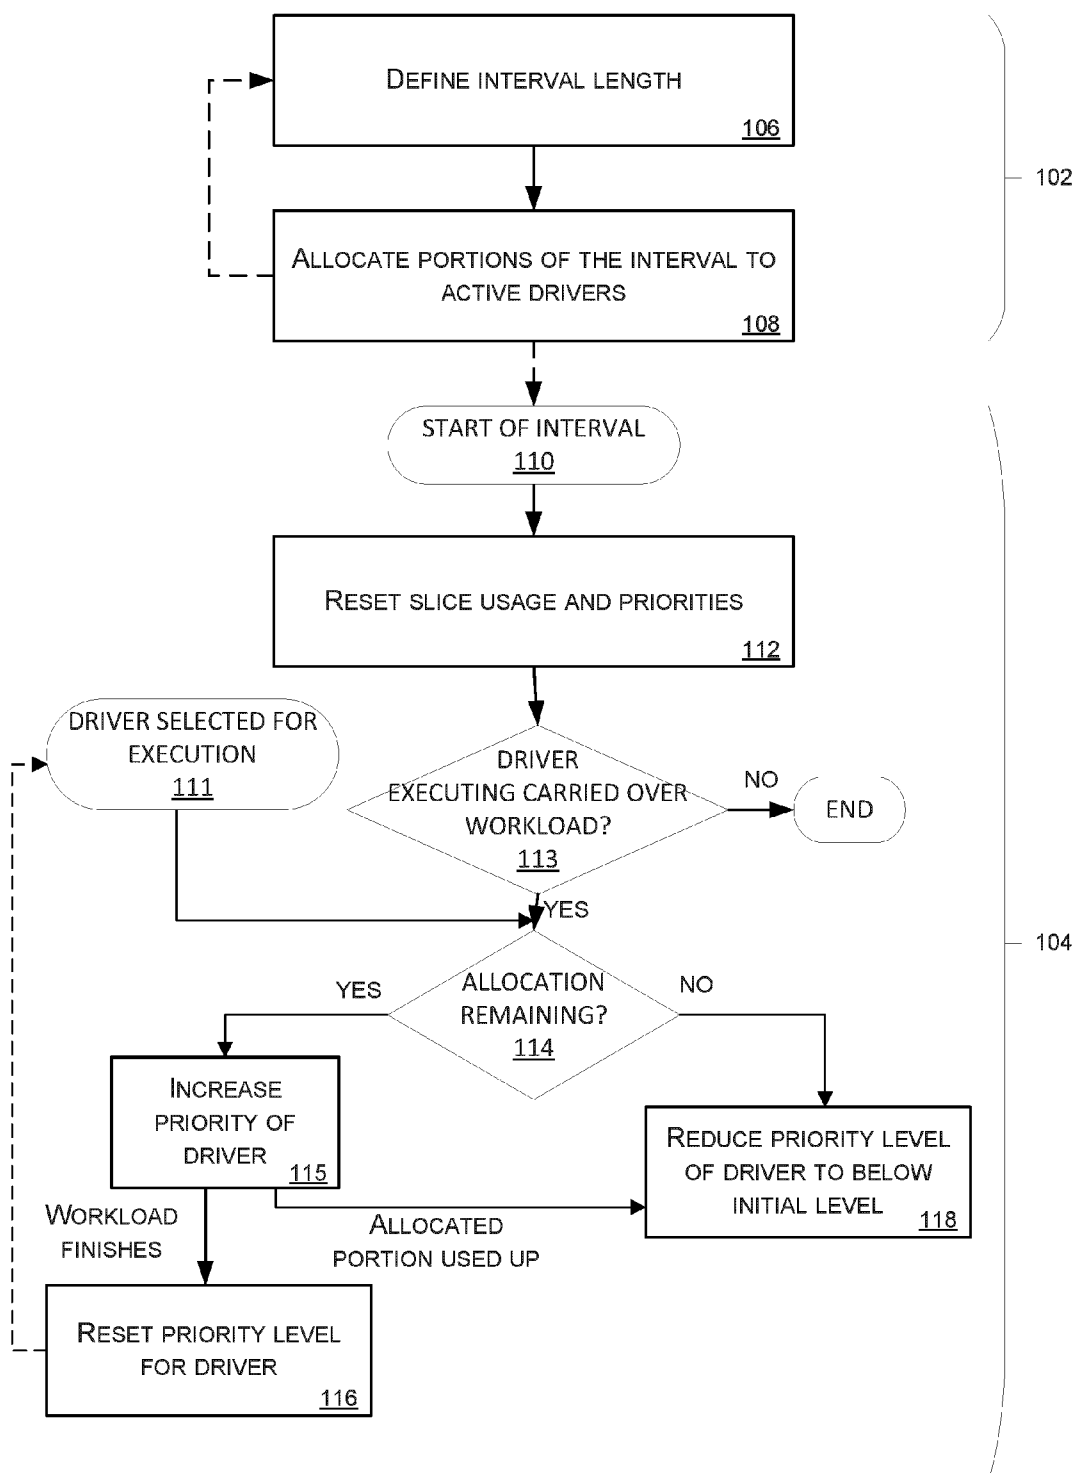 DEFINE INTERVAL LENGTH
106
102
ALLOCATE PORTIONS OF THE INTERVAL TO
ACTIVE DRIVERS
108
START OF INTERVAL
110
RESET SLICE USAGE AND PRIORITIES
112
DRIVER SELECTED FOR
EXECUTION
111
DRIVER
EXECUTING CARRIED OVER
WORKLOAD?
113
NO
END
YES
104
ALLOCATION
REMAINING?
114
YES
NO
INCREASE
PRIORITY OF
DRIVER
115
REDUCE PRIORITY LEVEL
OF DRIVER TO BELOW
INITIAL LEVEL
118
WORKLOAD
FINISHES
ALLOCATED
PORTION USED UP
RESET PRIORITY LEVEL
FOR DRIVER
116